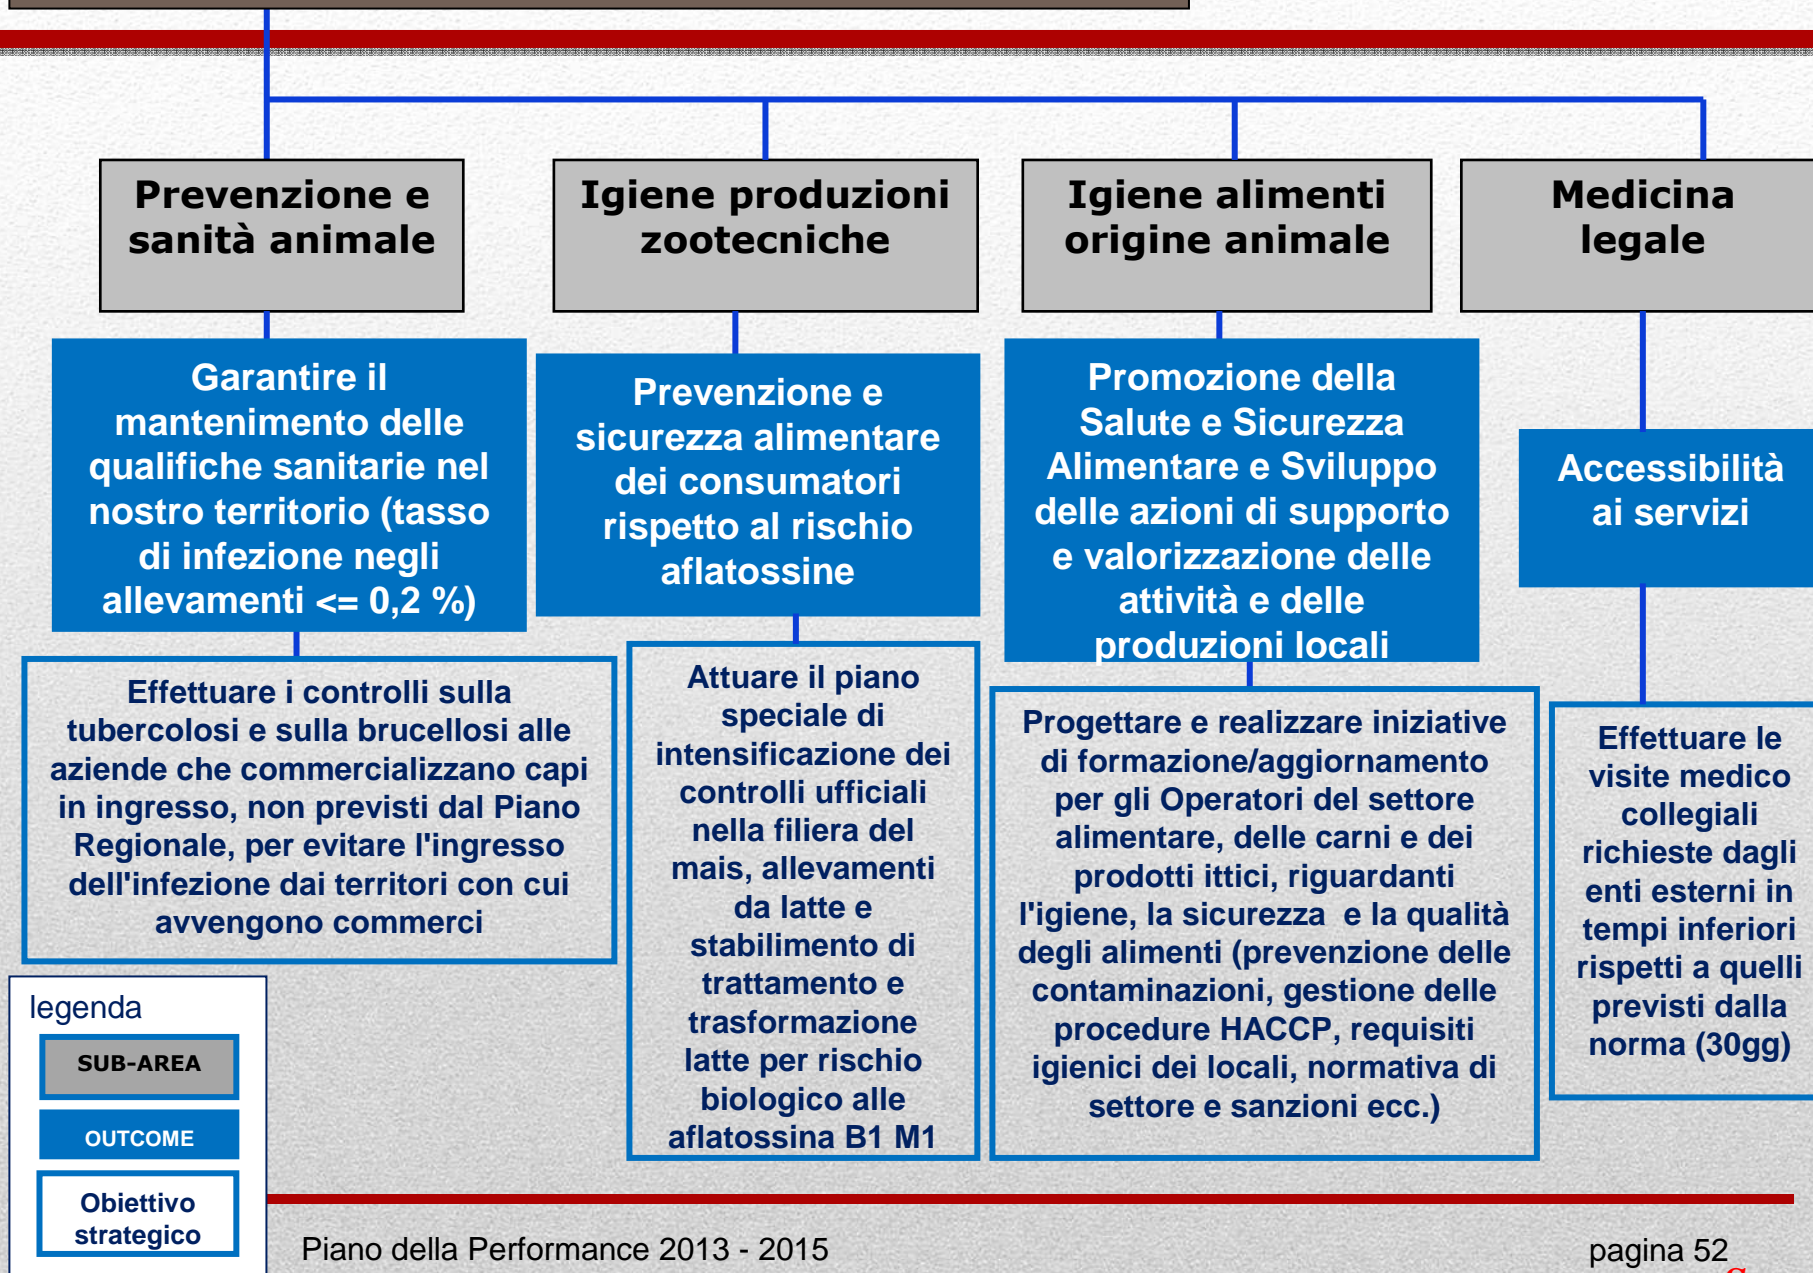 Prevenzione e
sanità animale
Igiene produzioni
zootecniche
Igiene alimenti
origine animale
Medicina
legale
Garantire il
mantenimento delle
qualifiche sanitarie nel
nostro territorio (tasso
di infezione negli
allevamenti <= 0,2 %)
Prevenzione e
sicurezza alimentare
dei consumatori
rispetto al rischio
aflatossine
Promozione della
Salute e Sicurezza
Alimentare e Sviluppo
delle azioni di supporto
e valorizzazione delle
attività e delle
produzioni locali
Accessibilità
ai servizi
Effettuare i controlli sulla
tubercolosi e sulla brucellosi alle
aziende che commercializzano capi
in ingresso, non previsti dal Piano
Regionale, per evitare l'ingresso
dell'infezione dai territori con cui
avvengono commerci
Attuare il piano
speciale di
intensificazione dei
controlli ufficiali
nella filiera del
mais, allevamenti
da latte e
stabilimento di
trattamento e
trasformazione
latte per rischio
biologico alle
aflatossina B1 M1
Progettare e realizzare iniziative
di formazione/aggiornamento
per gli Operatori del settore
alimentare, delle carni e dei
prodotti ittici, riguardanti
l'igiene, la sicurezza  e la qualità
degli alimenti (prevenzione delle
contaminazioni, gestione delle
procedure HACCP, requisiti
igienici dei locali, normativa di
settore e sanzioni ecc.)
Effettuare le
visite medico
collegiali
richieste dagli
enti esterni in
tempi inferiori
rispetti a quelli
previsti dalla
norma (30gg)
legenda
SUB-AREA
OUTCOME
Obiettivo
strategico
Piano della Performance 2013 - 2015
pagina 52